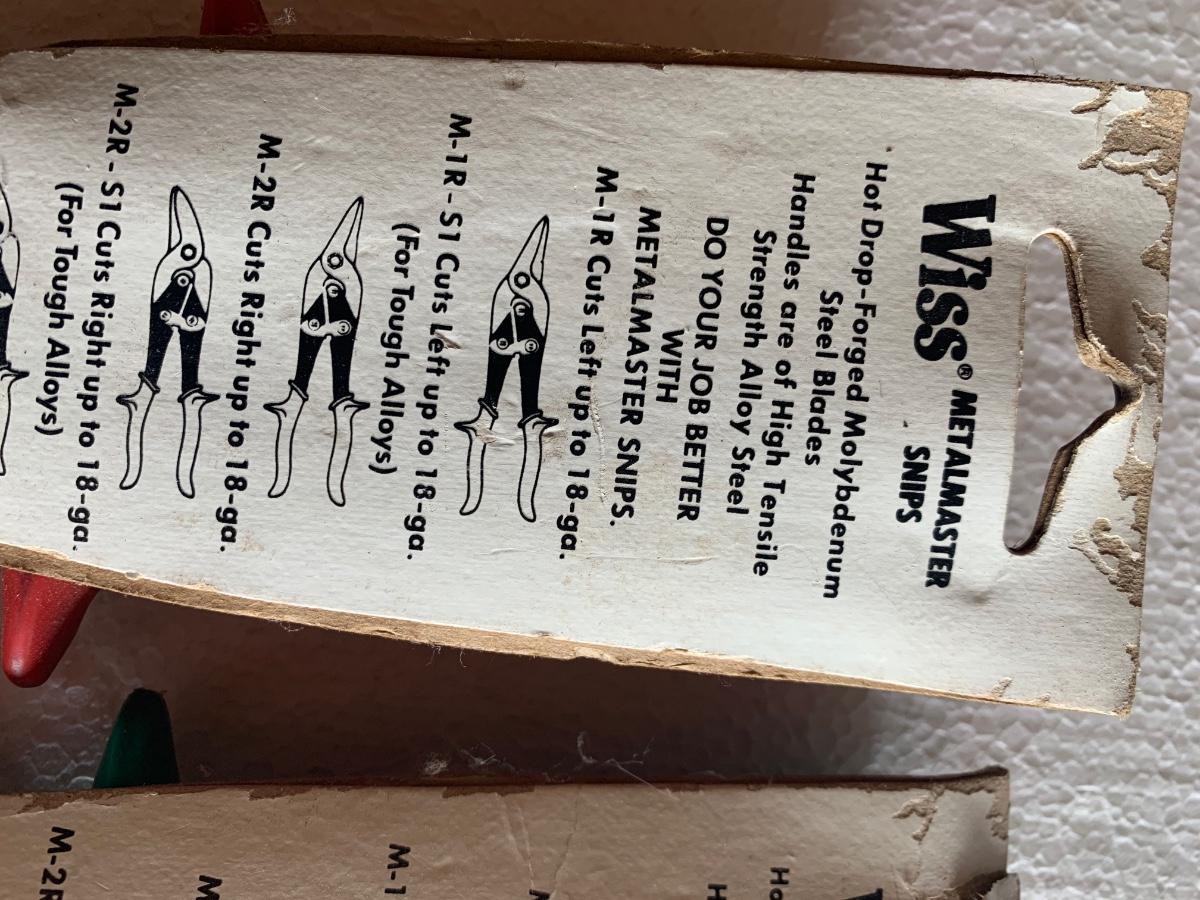 Wiss® METALMASTER
SNIPS
Hot Drop-Forged Molybdenum
Steel Blades
Handles are of High Tensile
Strength Alloy Steel
DO YOUR JOB BETTER
WITH
METALMASTER SNIPS.
M-1R Cuts Left up to 18-ga.
M-1R - S1 Cuts Left up to 18-ga.
(For Tough Alloys)
M-2R Cuts Right up to 18-ga.
M-2R - S1 Cuts Right up to 18-ga.
(For Tough Alloys)
W
Ho
H
M
M-1
M
M-2R